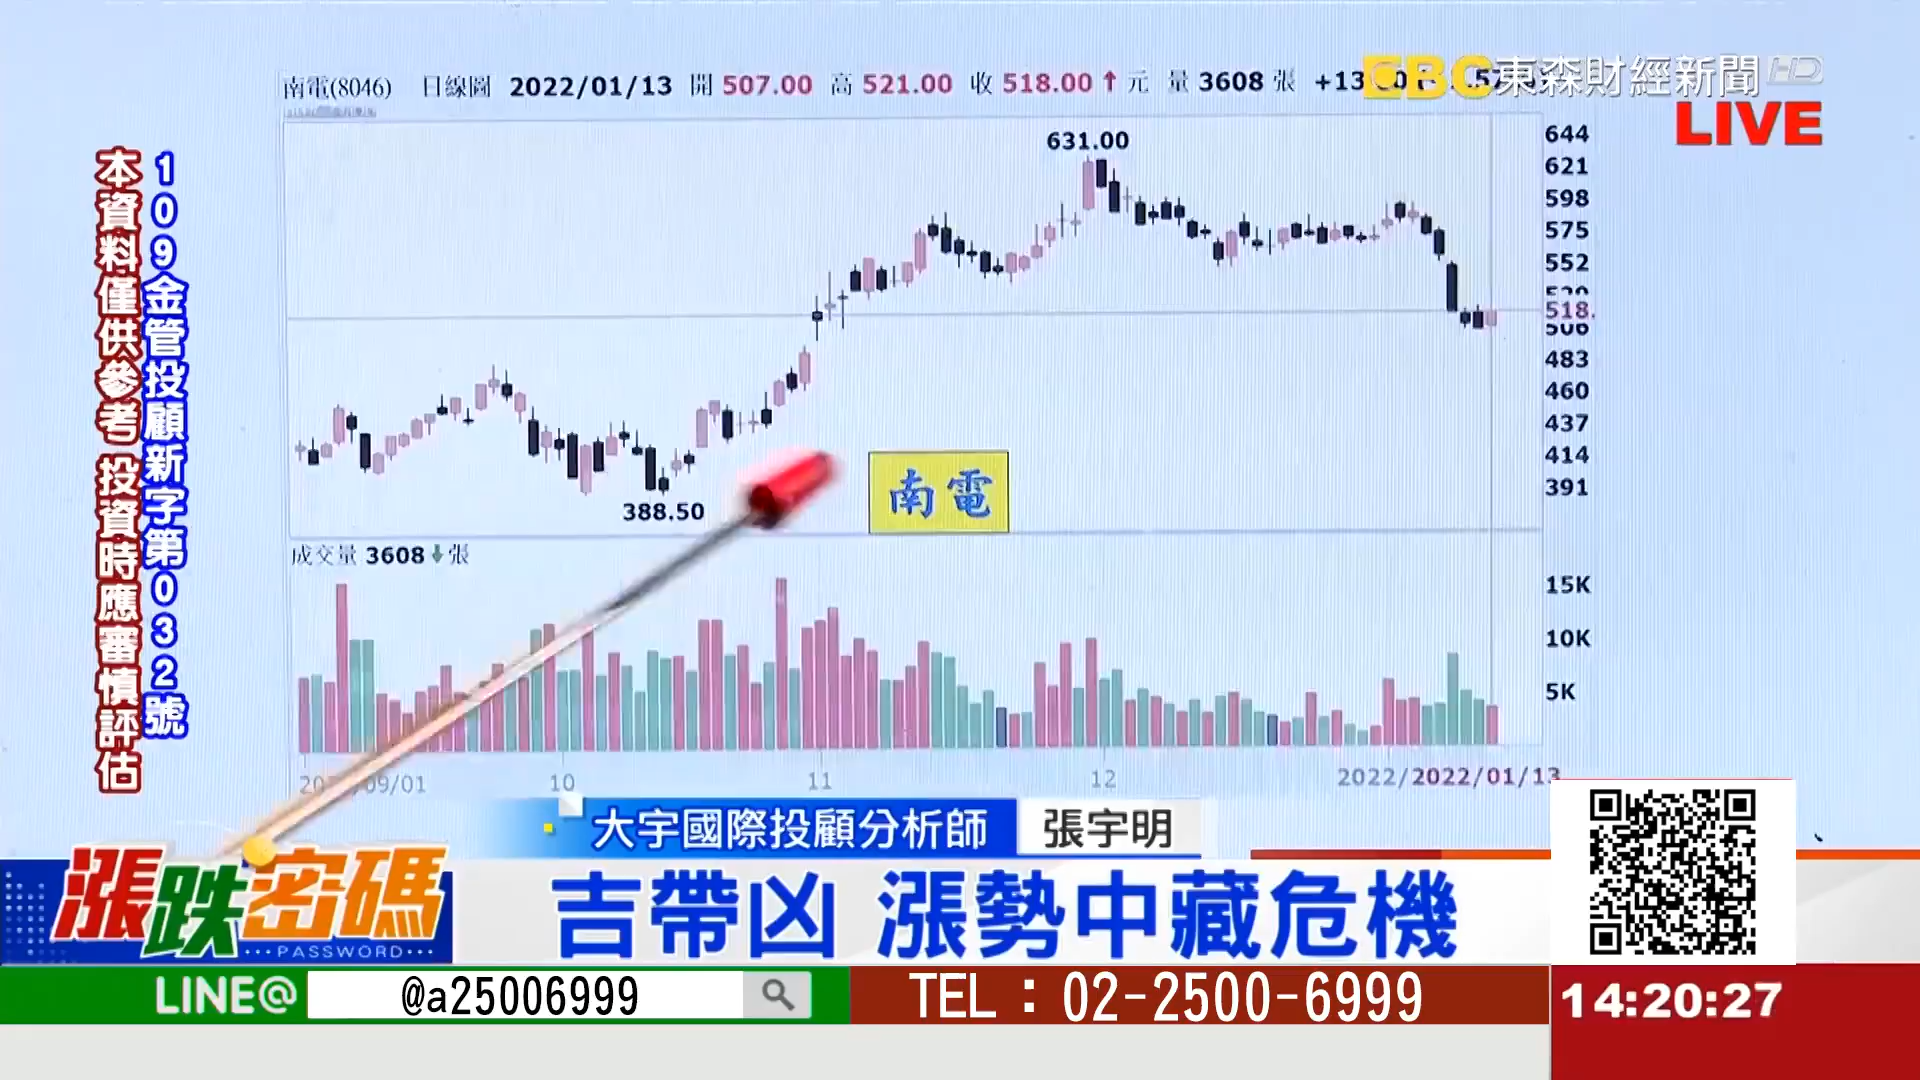 南電(8046) 日線圖 2022/01/13 開 507.00 高 521.00 收 518.00↑元 量 3608 張
EBC東森財經新聞HD
LIVE
109金管投顧新字第032號
本資料僅供參考 投資時應審慎評估
631.00
388.50
644
621
598
575
552
518.
506
483
460
437
414
391
南電
成交量 3608↓張
15K
10K
5K
10
11
12
2022/01/13
大宇國際投顧分析師 張宇明
漲跌密碼
PASSWORD
吉帶凶 漲勢中藏危機
LINE@ @a25006999
TEL：02-2500-6999
14:20:27